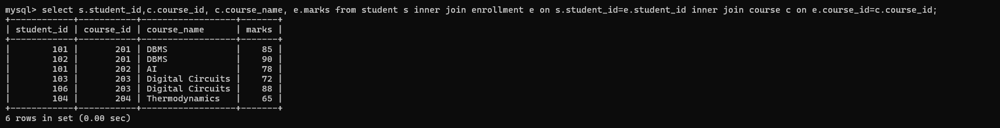 mysql> select s.student_id,c.course_id, c.course_name, e.marks from student s inner join enrollment e on s.student_id=e.student_id inner join course c on e.course_id=c.course_id;
+------------+-----------+------------------+-------+
| student_id | course_id | course_name      | marks |
+------------+-----------+------------------+-------+
|        101 |       201 | DBMS             |    85 |
|        102 |       201 | DBMS             |    90 |
|        101 |       202 | AI               |    78 |
|        103 |       203 | Digital Circuits |    72 |
|        106 |       203 | Digital Circuits |    88 |
|        104 |       204 | Thermodynamics   |    65 |
+------------+-----------+------------------+-------+
6 rows in set (0.00 sec)